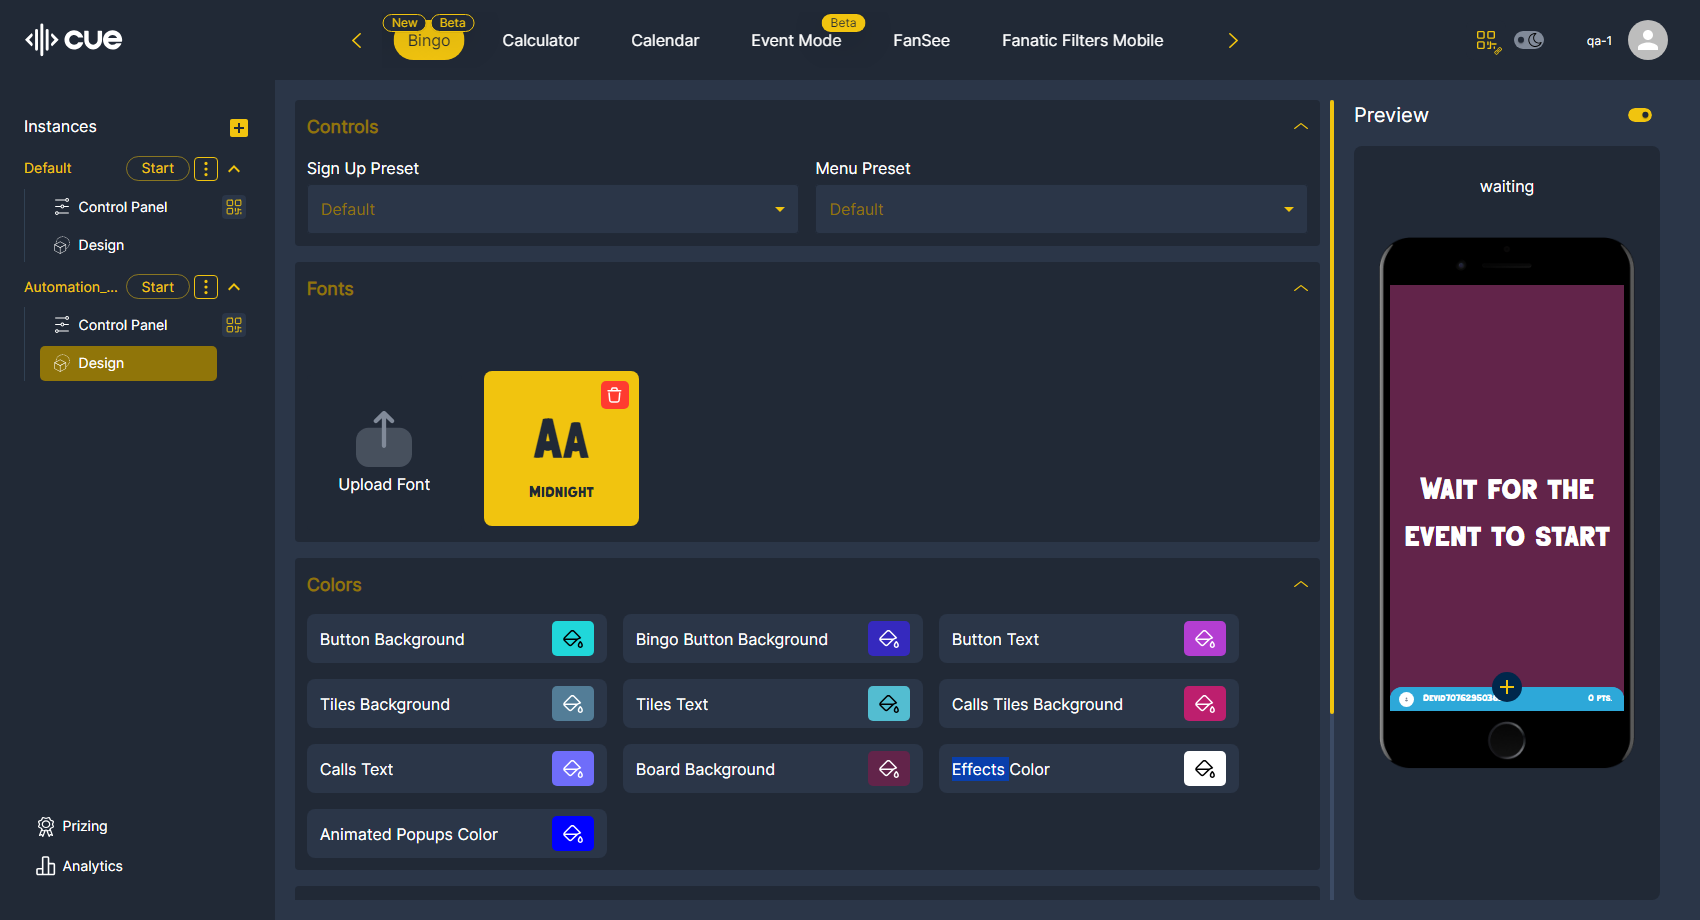 cue
New
Beta
Bingo
Calculator
Calendar
Beta
Event Mode
FanSee
Fanatic Filters Mobile
qa-1
Instances
Default
Start
Control Panel
Design
Automation_...
Start
Control Panel
Design
Prizing
Analytics
Controls
Sign Up Preset
Menu Preset
Default
Default
Fonts
Upload Font
AA
MIDNIGHT
Colors
Button Background
Bingo Button Background
Button Text
Tiles Background
Tiles Text
Calls Tiles Background
Calls Text
Board Background
Effects Color
Animated Popups Color
Preview
waiting
WAIT FOR THE
EVENT TO START
0 PTS.